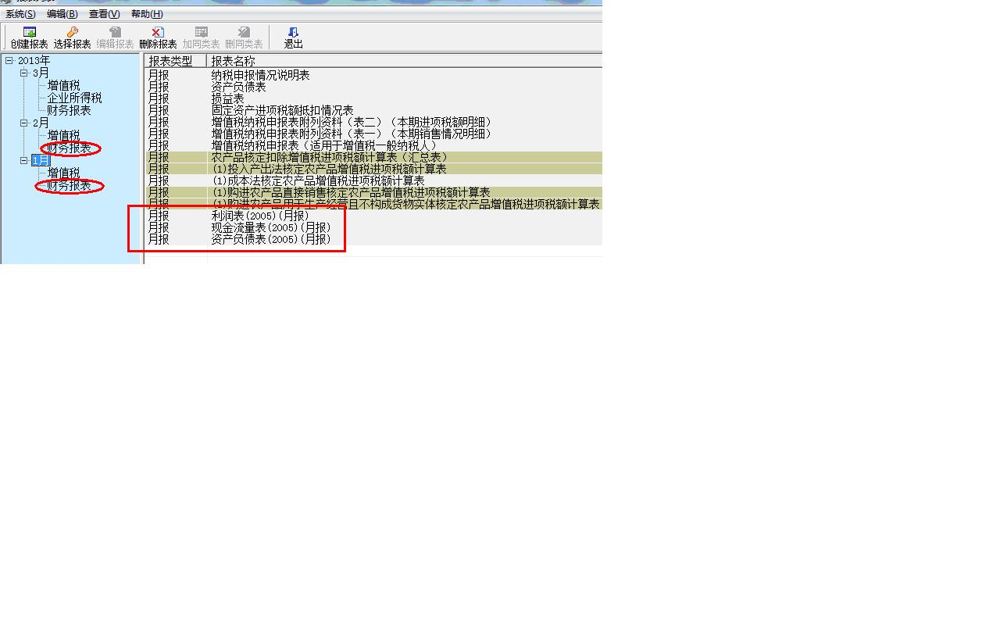 系统(S) 编辑(B) 查看(V) 帮助(H)
创建报表 选择报表 编辑报表 删除报表 加同类表 删同类表 退出
2013年
3月
增值税
企业所得税
财务报表
2月
增值税
财务报表
1月
增值税
财务报表
报表类型 报表名称
月报 纳税申报情况说明表
月报 资产负债表
月报 损益表
月报 固定资产进项税额抵扣情况表
月报 增值税纳税申报表附列资料（表二）（本期进项税额明细）
月报 增值税纳税申报表附列资料（表一）（本期销售情况明细）
月报 增值税纳税申报表（适用于增值税一般纳税人）
月报 农产品核定扣除增值税进项税额计算表（汇总表）
月报 (1)投入产出法核定农产品增值税进项税额计算表
月报 (1)成本法核定农产品增值税进项税额计算表
月报 (1)购进农产品直接销售核定农产品增值税进项税额计算表
月报 (1)购进农产品用于生产经营且不构成货物实体核定农产品增值税进项税额计算表
月报 利润表(2005)(月报)
月报 现金流量表(2005)(月报)
月报 资产负债表(2005)(月报)